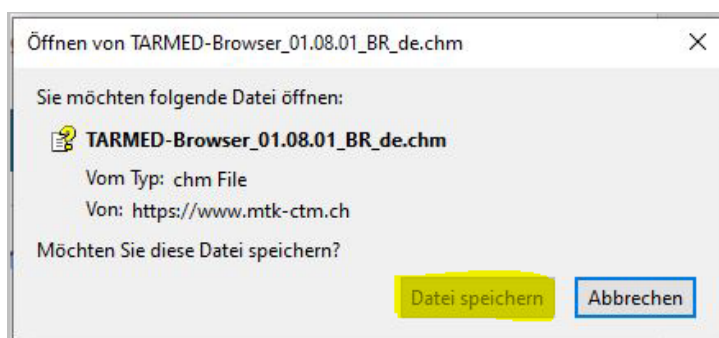 Öffnen von TARMED-Browser_01.08.01_BR_de.chm
Sie möchten folgende Datei öffnen:
TARMED-Browser_01.08.01_BR_de.chm
Vom Typ: chm File
Von: https://www.mtk-ctm.ch
Möchten Sie diese Datei speichern?
Datei speichern Abbrechen